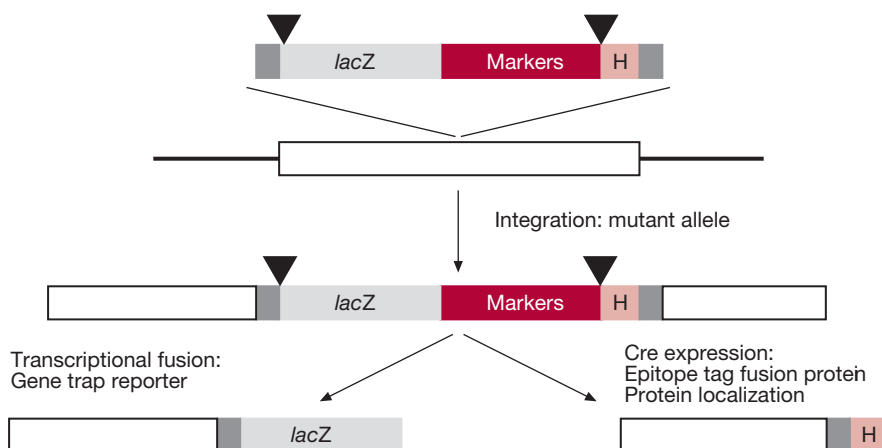 lacZ Markers H
Integration: mutant allele
lacZ Markers H
Transcriptional fusion:
Gene trap reporter
Cre expression:
Epitope tag fusion protein
Protein localization
lacZ
H